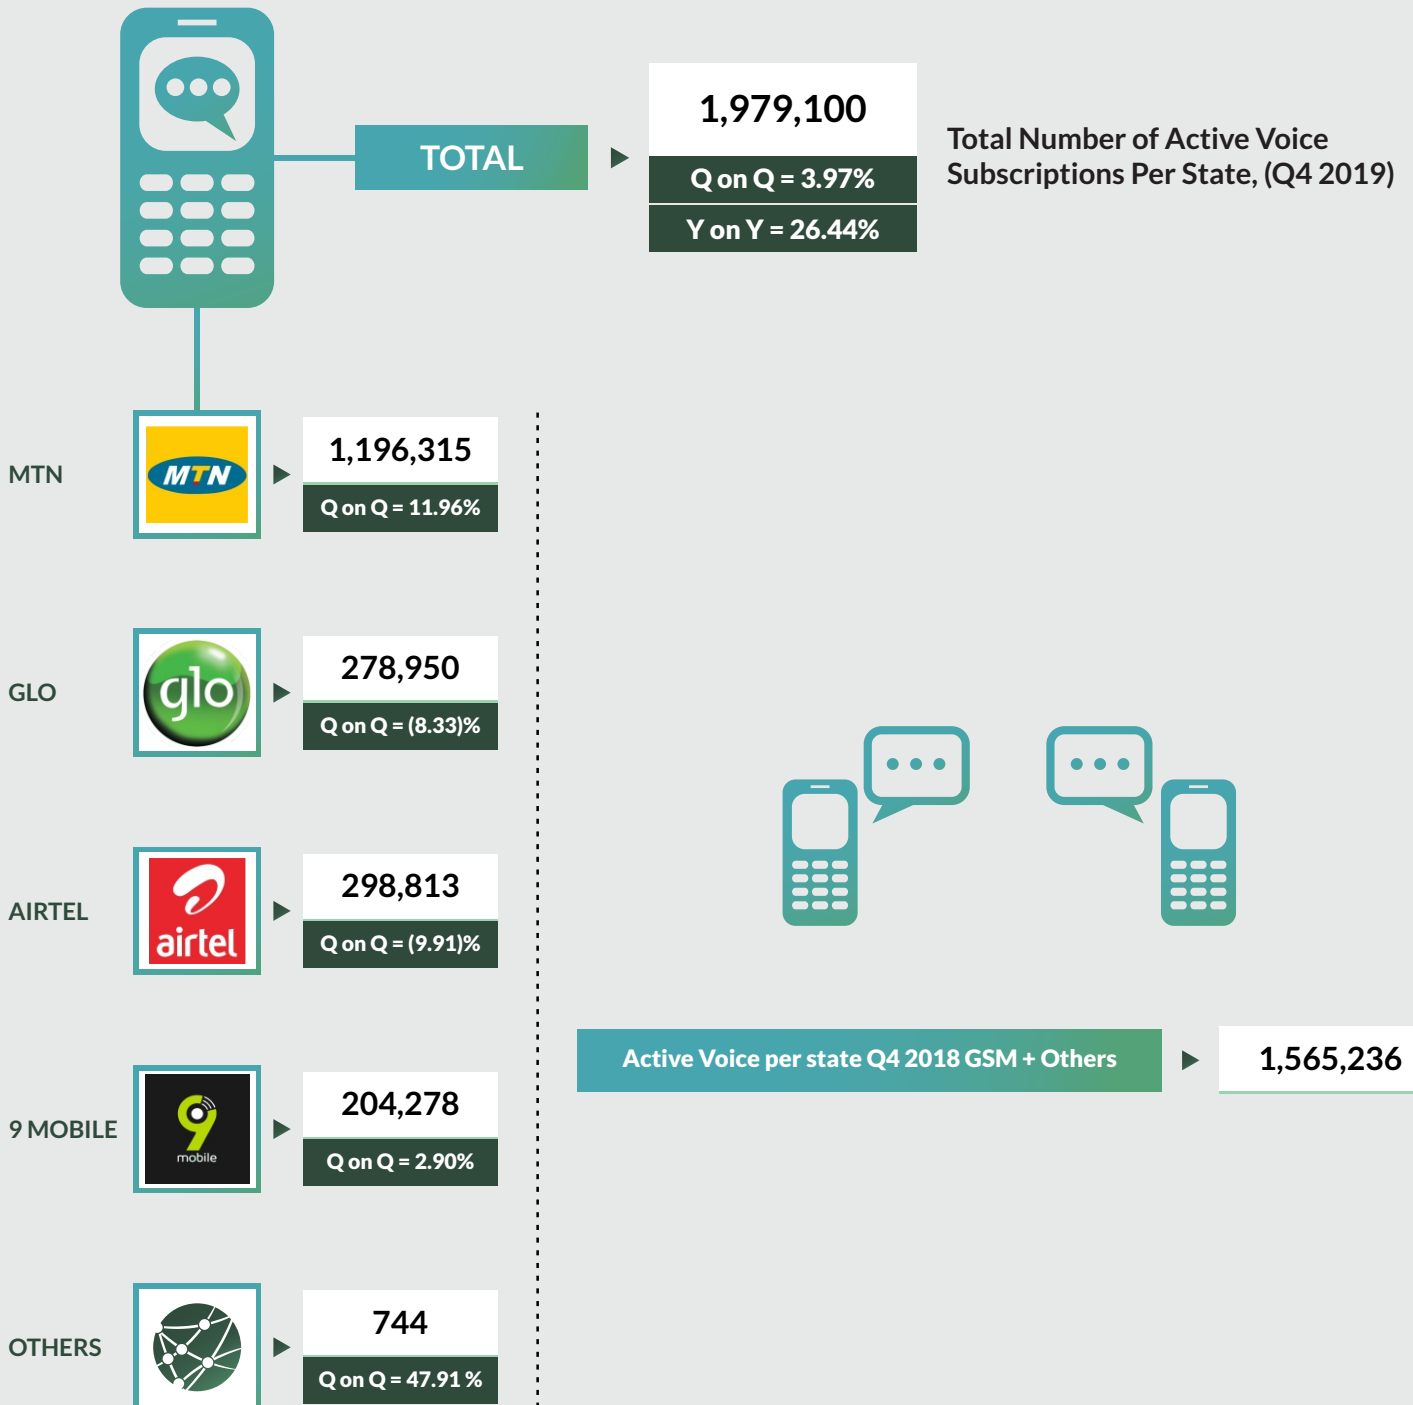 TOTAL
1,979,100
Q on Q = 3.97%
Y on Y = 26.44%
Total Number of Active Voice
Subscriptions Per State, (Q4 2019)
MTN
MTN
1,196,315
Q on Q = 11.96%
GLO
glo
278,950
Q on Q = (8.33)%
AIRTEL
airtel
298,813
Q on Q = (9.91)%
Active Voice per state Q4 2018 GSM + Others
1,565,236
9 MOBILE
9
mobile
204,278
Q on Q = 2.90%
OTHERS
744
Q on Q = 47.91 %